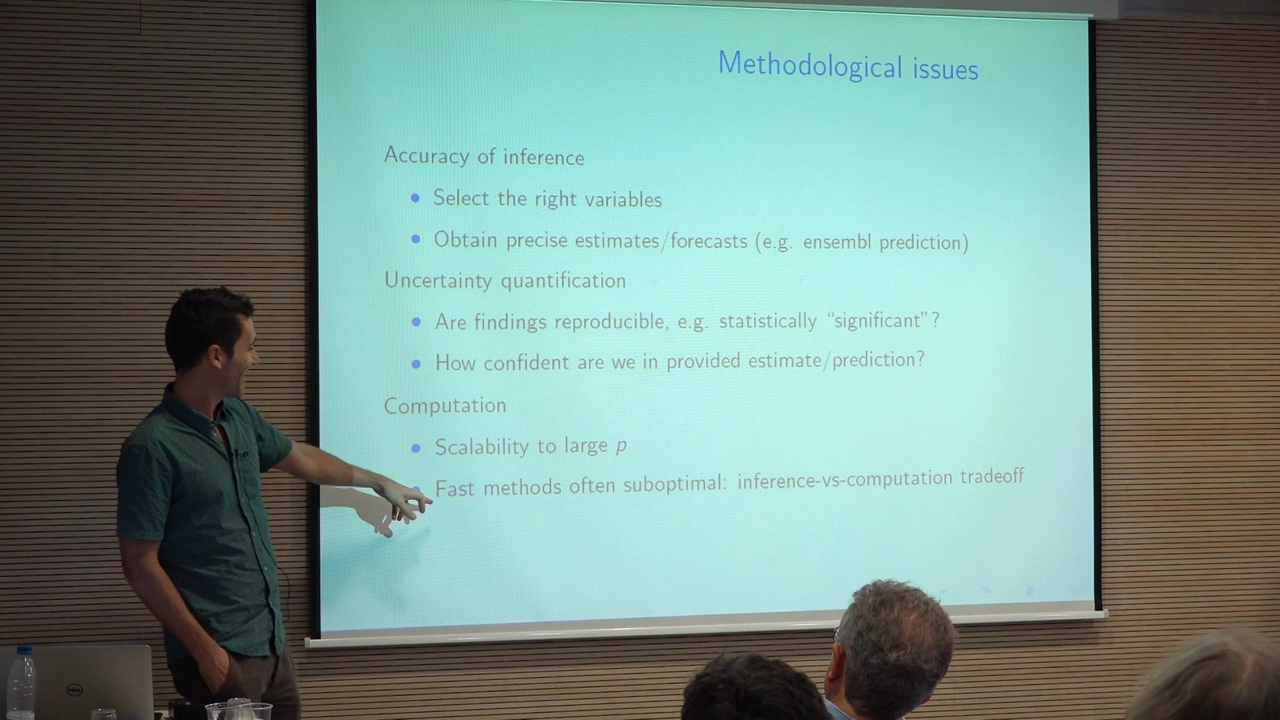 Methodological issues
Accuracy of inference
Select the right variables
Obtain precise estimates/forecasts (e.g. ensembl prediction)
Uncertainty quantification
Are findings reproducible, e.g. statistically “significant”?
How confident are we in provided estimate/prediction?
Computation
Scalability to large p
Fast methods often suboptimal: inference-vs-computation tradeoff
DELL